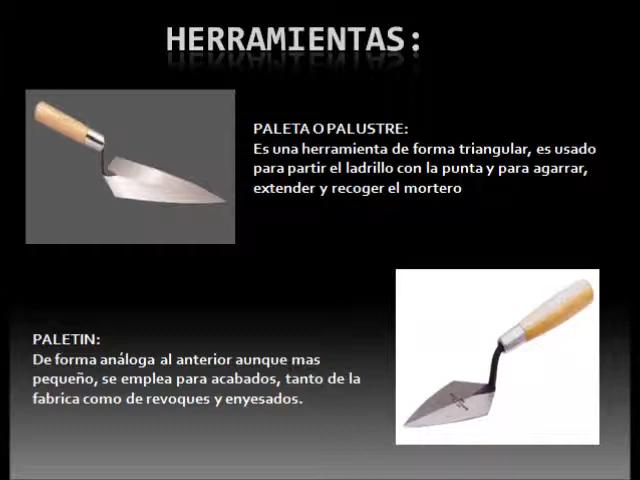 HERRAMIENTAS:
PALETA O PALUSTRE:
Es una herramienta de forma triangular, es usado
para partir el ladrillo con la punta y para agarrar,
extender y recoger el mortero
PALETIN:
De forma análoga al anterior aunque mas
pequeño, se emplea para acabados, tanto de la
fabrica como de revoques y enyesados.